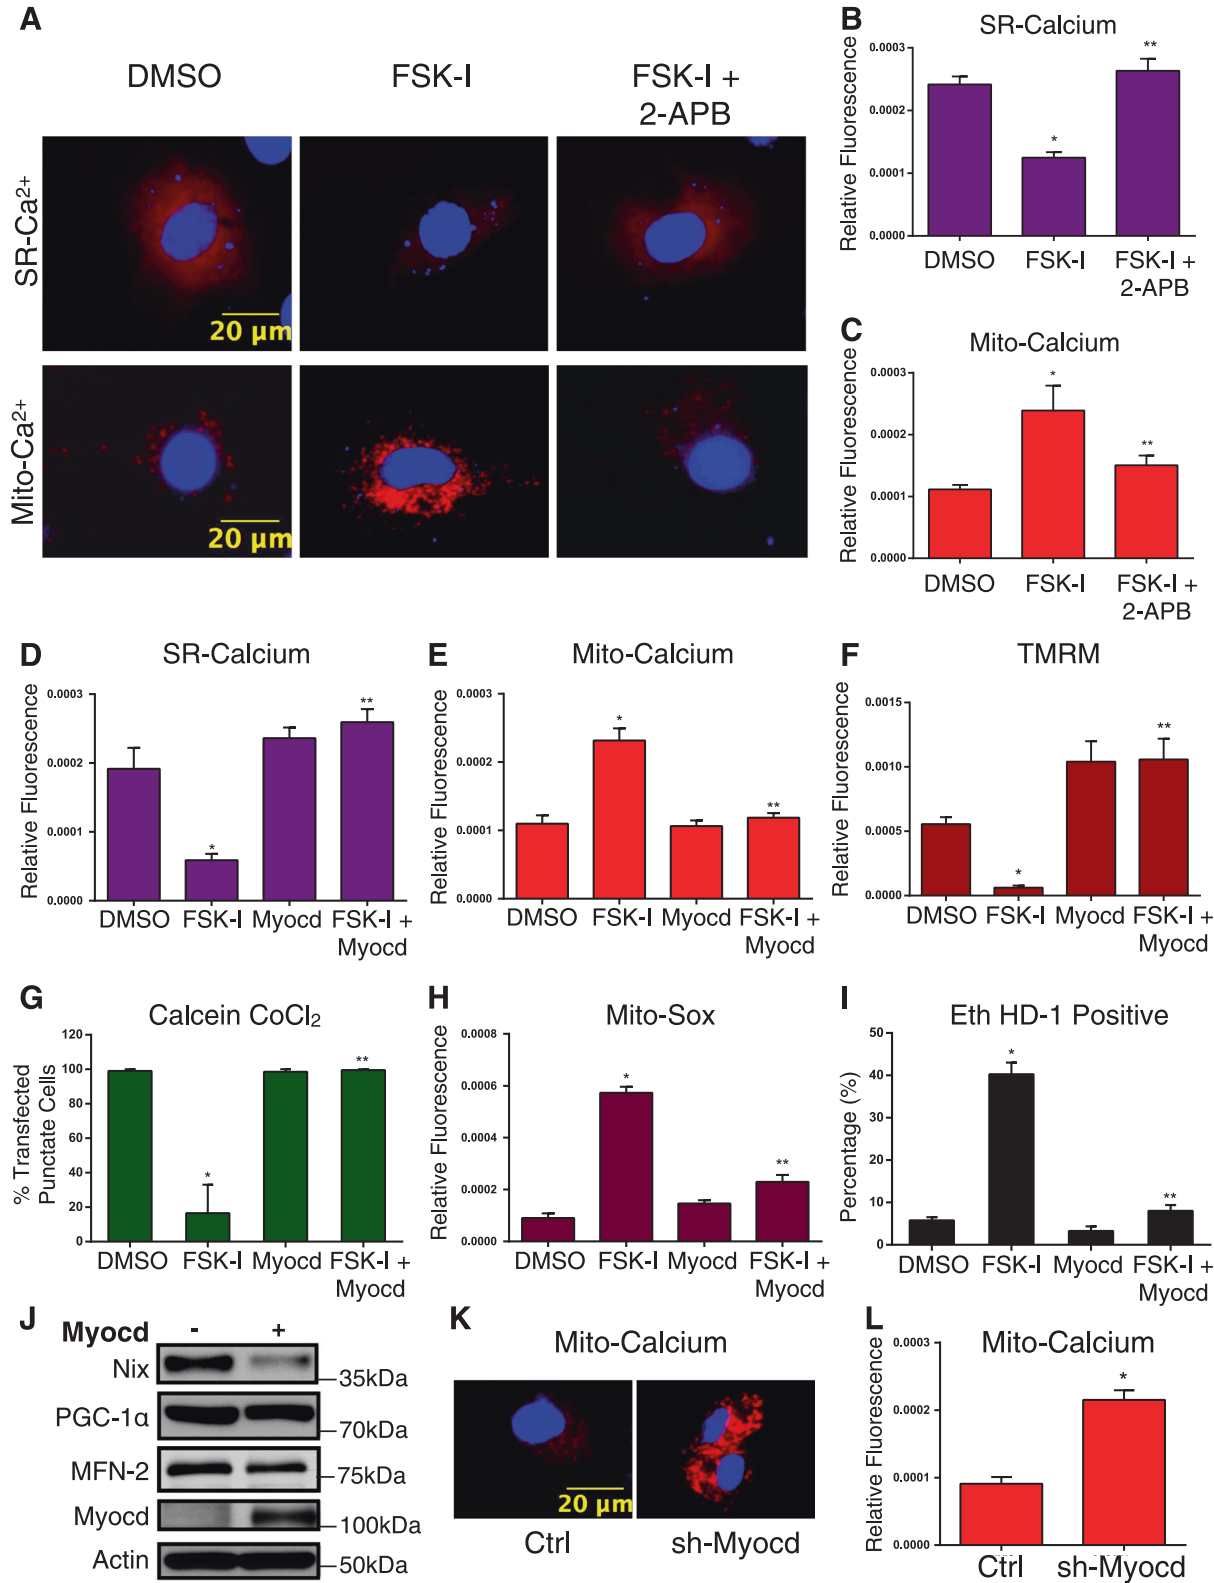 A
DMSO
FSK-I
FSK-I +
2-APB
SR-Ca²⁺
20 µm
Mito-Ca²⁺
20 µm
B
SR-Calcium
Relative Fluorescence
0.0003
0.0002
0.0001
0.0000
*
**
DMSO
FSK-I
FSK-I +
2-APB
C
Mito-Calcium
Relative Fluorescence
0.0003
0.0002
0.0001
0.0000
*
**
DMSO
FSK-I
FSK-I +
2-APB
D
SR-Calcium
Relative Fluorescence
0.0003
0.0002
0.0001
0.0000
*
**
DMSO FSK-I Myocd FSK-I +
Myocd
E
Mito-Calcium
Relative Fluorescence
0.0003
0.0002
0.0001
0.0000
*
**
DMSO FSK-I Myocd FSK-I +
Myocd
F
TMRM
Relative Fluorescence
0.0015
0.0010
0.0005
0.0000
*
**
DMSO FSK-I Myocd FSK-I +
Myocd
G
Calcein CoCl₂
% Transfected
Punctate Cells
120
100
80
60
40
20
0
*
**
DMSO FSK-I Myocd FSK-I +
Myocd
H
Mito-Sox
Relative Fluorescence
0.0008
0.0006
0.0004
0.0002
0.0000
*
**
DMSO FSK-I Myocd FSK-I +
Myocd
I
Eth HD-1 Positive
Percentage (%)
50
40
30
20
10
0
*
**
DMSO FSK-I Myocd FSK-I +
Myocd
J
Myocd - +
Nix 35kDa
PGC-1α 70kDa
MFN-2 75kDa
Myocd 100kDa
Actin 50kDa
K
Mito-Calcium
20 µm
Ctrl
sh-Myocd
L
Mito-Calcium
Relative Fluorescence
0.0003
0.0002
0.0001
0.0000
*
Ctrl sh-Myocd